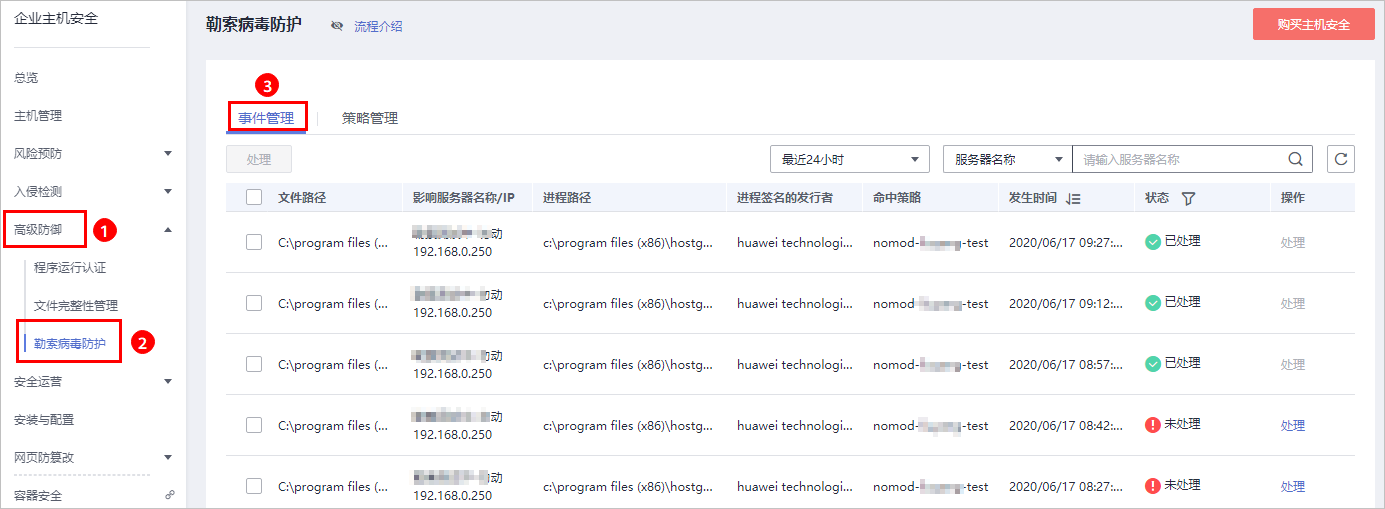 企业主机安全
总览
主机管理
风险预防
入侵检测
高级防御
1
程序运行认证
文件完整性管理
勒索病毒防护
2
安全运营
安装与配置
网页防篡改
容器安全
勒索病毒防护 流程介绍 购买主机安全
3
事件管理 策略管理
处理 最近24小时 服务器名称 请输入服务器名称
文件路径 影响服务器名称/IP 进程路径 进程签名的发行者 命中策略 发生时间 状态 操作
C:\program files (... 动 192.168.0.250 c:\program files (x86)\hostg... huawei technologi... nomod- -test 2020/06/17 09:27:... 已处理 处理
C:\program files (... 动 192.168.0.250 c:\program files (x86)\hostg... huawei technologi... nomod- -test 2020/06/17 09:12:... 已处理 处理
C:\program files (... 动 192.168.0.250 c:\program files (x86)\hostg... huawei technologi... nomod- -test 2020/06/17 08:57:... 已处理 处理
C:\program files (... 动 192.168.0.250 c:\program files (x86)\hostg... huawei technologi... nomod- -test 2020/06/17 08:42:... 未处理 处理
C:\program files (... 动 192.168.0.250 c:\program files (x86)\hostg... huawei technologi... nomod- -test 2020/06/17 08:27:... 未处理 处理